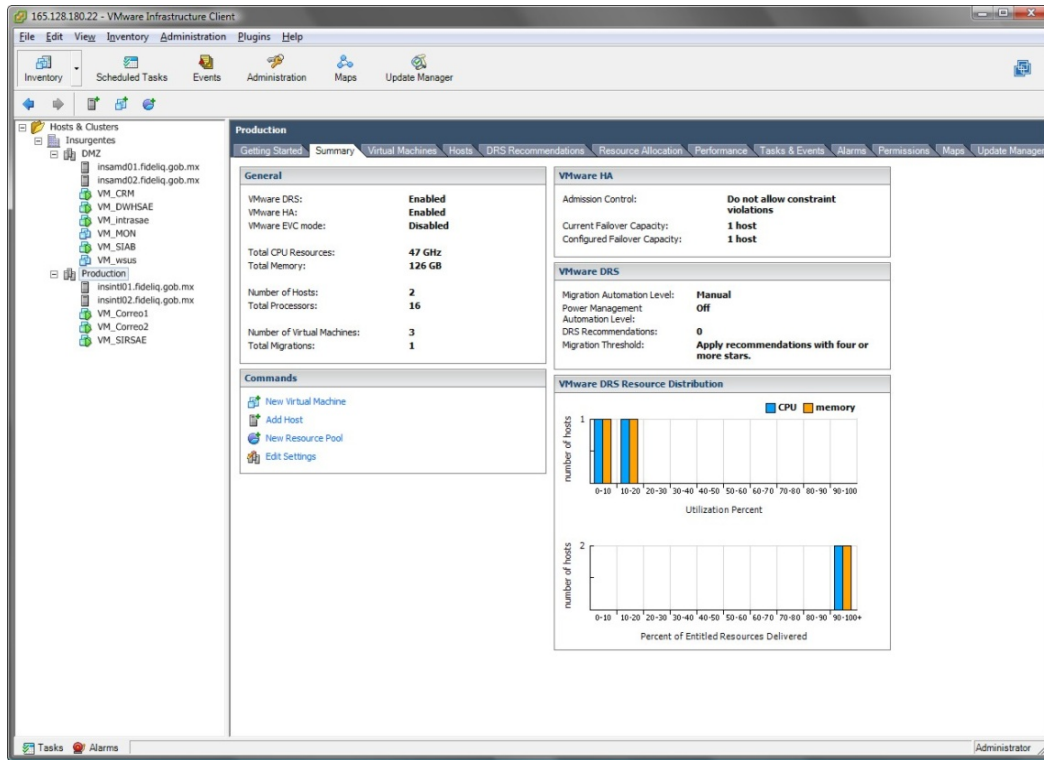 165.128.180.22 - VMware Infrastructure Client
File Edit View Inventory Administration Plugins Help
Inventory Scheduled Tasks Events Administration Maps Update Manager
Hosts & Clusters
Insurgentes
DMZ
insamd01.fideliq.gob.mx
insamd02.fideliq.gob.mx
VM_CRM
VM_DWHSAE
VM_intrasae
VM_MON
VM_SIAB
VM_wsus
Production
insintl01.fideliq.gob.mx
insintl02.fideliq.gob.mx
VM_Correo1
VM_Correo2
VM_SIRSAE
Production
Getting Started Summary Virtual Machines Hosts DRS Recommendations Resource Allocation Performance Tasks & Events Alarms Permissions Maps Update Manager
General
VMware DRS: Enabled
VMware HA: Enabled
VMware EVC mode: Disabled
Total CPU Resources: 47 GHz
Total Memory: 126 GB
Number of Hosts: 2
Total Processors: 16
Number of Virtual Machines: 3
Total Migrations: 1
Commands
New Virtual Machine
Add Host
New Resource Pool
Edit Settings
VMware HA
Admission Control: Do not allow constraint
violations
Current Failover Capacity: 1 host
Configured Failover Capacity: 1 host
VMware DRS
Migration Automation Level: Manual
Power Management Off
Automation Level:
DRS Recommendations: 0
Migration Threshold: Apply recommendations with four or
more stars.
VMware DRS Resource Distribution
CPU memory
number of hosts
1
0-10 10-20 20-30 30-40 40-50 50-60 60-70 70-80 80-90 90-100
Utilization Percent
number of hosts
2
0-10 10-20 20-30 30-40 40-50 50-60 60-70 70-80 80-90 90-100+
Percent of Entitled Resources Delivered
Tasks Alarms Administrator